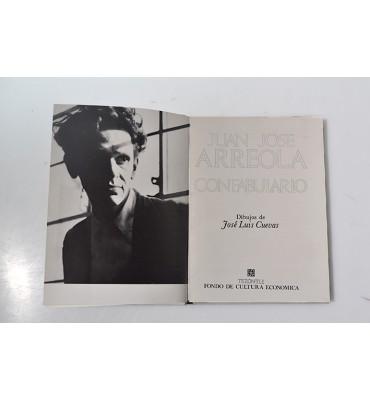 JUAN JOSE
ARREOLA
CONFABULARIO
Dibujos de
José Luis Cuevas
TEZONTLE
FONDO DE CULTURA ECONOMICA